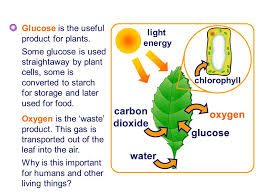 Glucose is the useful
product for plants.
Some glucose is used
straightaway by plant
cells, some is
converted to starch
for storage and later
used for food.
Oxygen is the 'waste'
product. This gas is
transported out of the
leaf into the air.
Why is this important
for humans and other
living things?
light
energy
chlorophyll
carbon
dioxide
oxygen
glucose
water